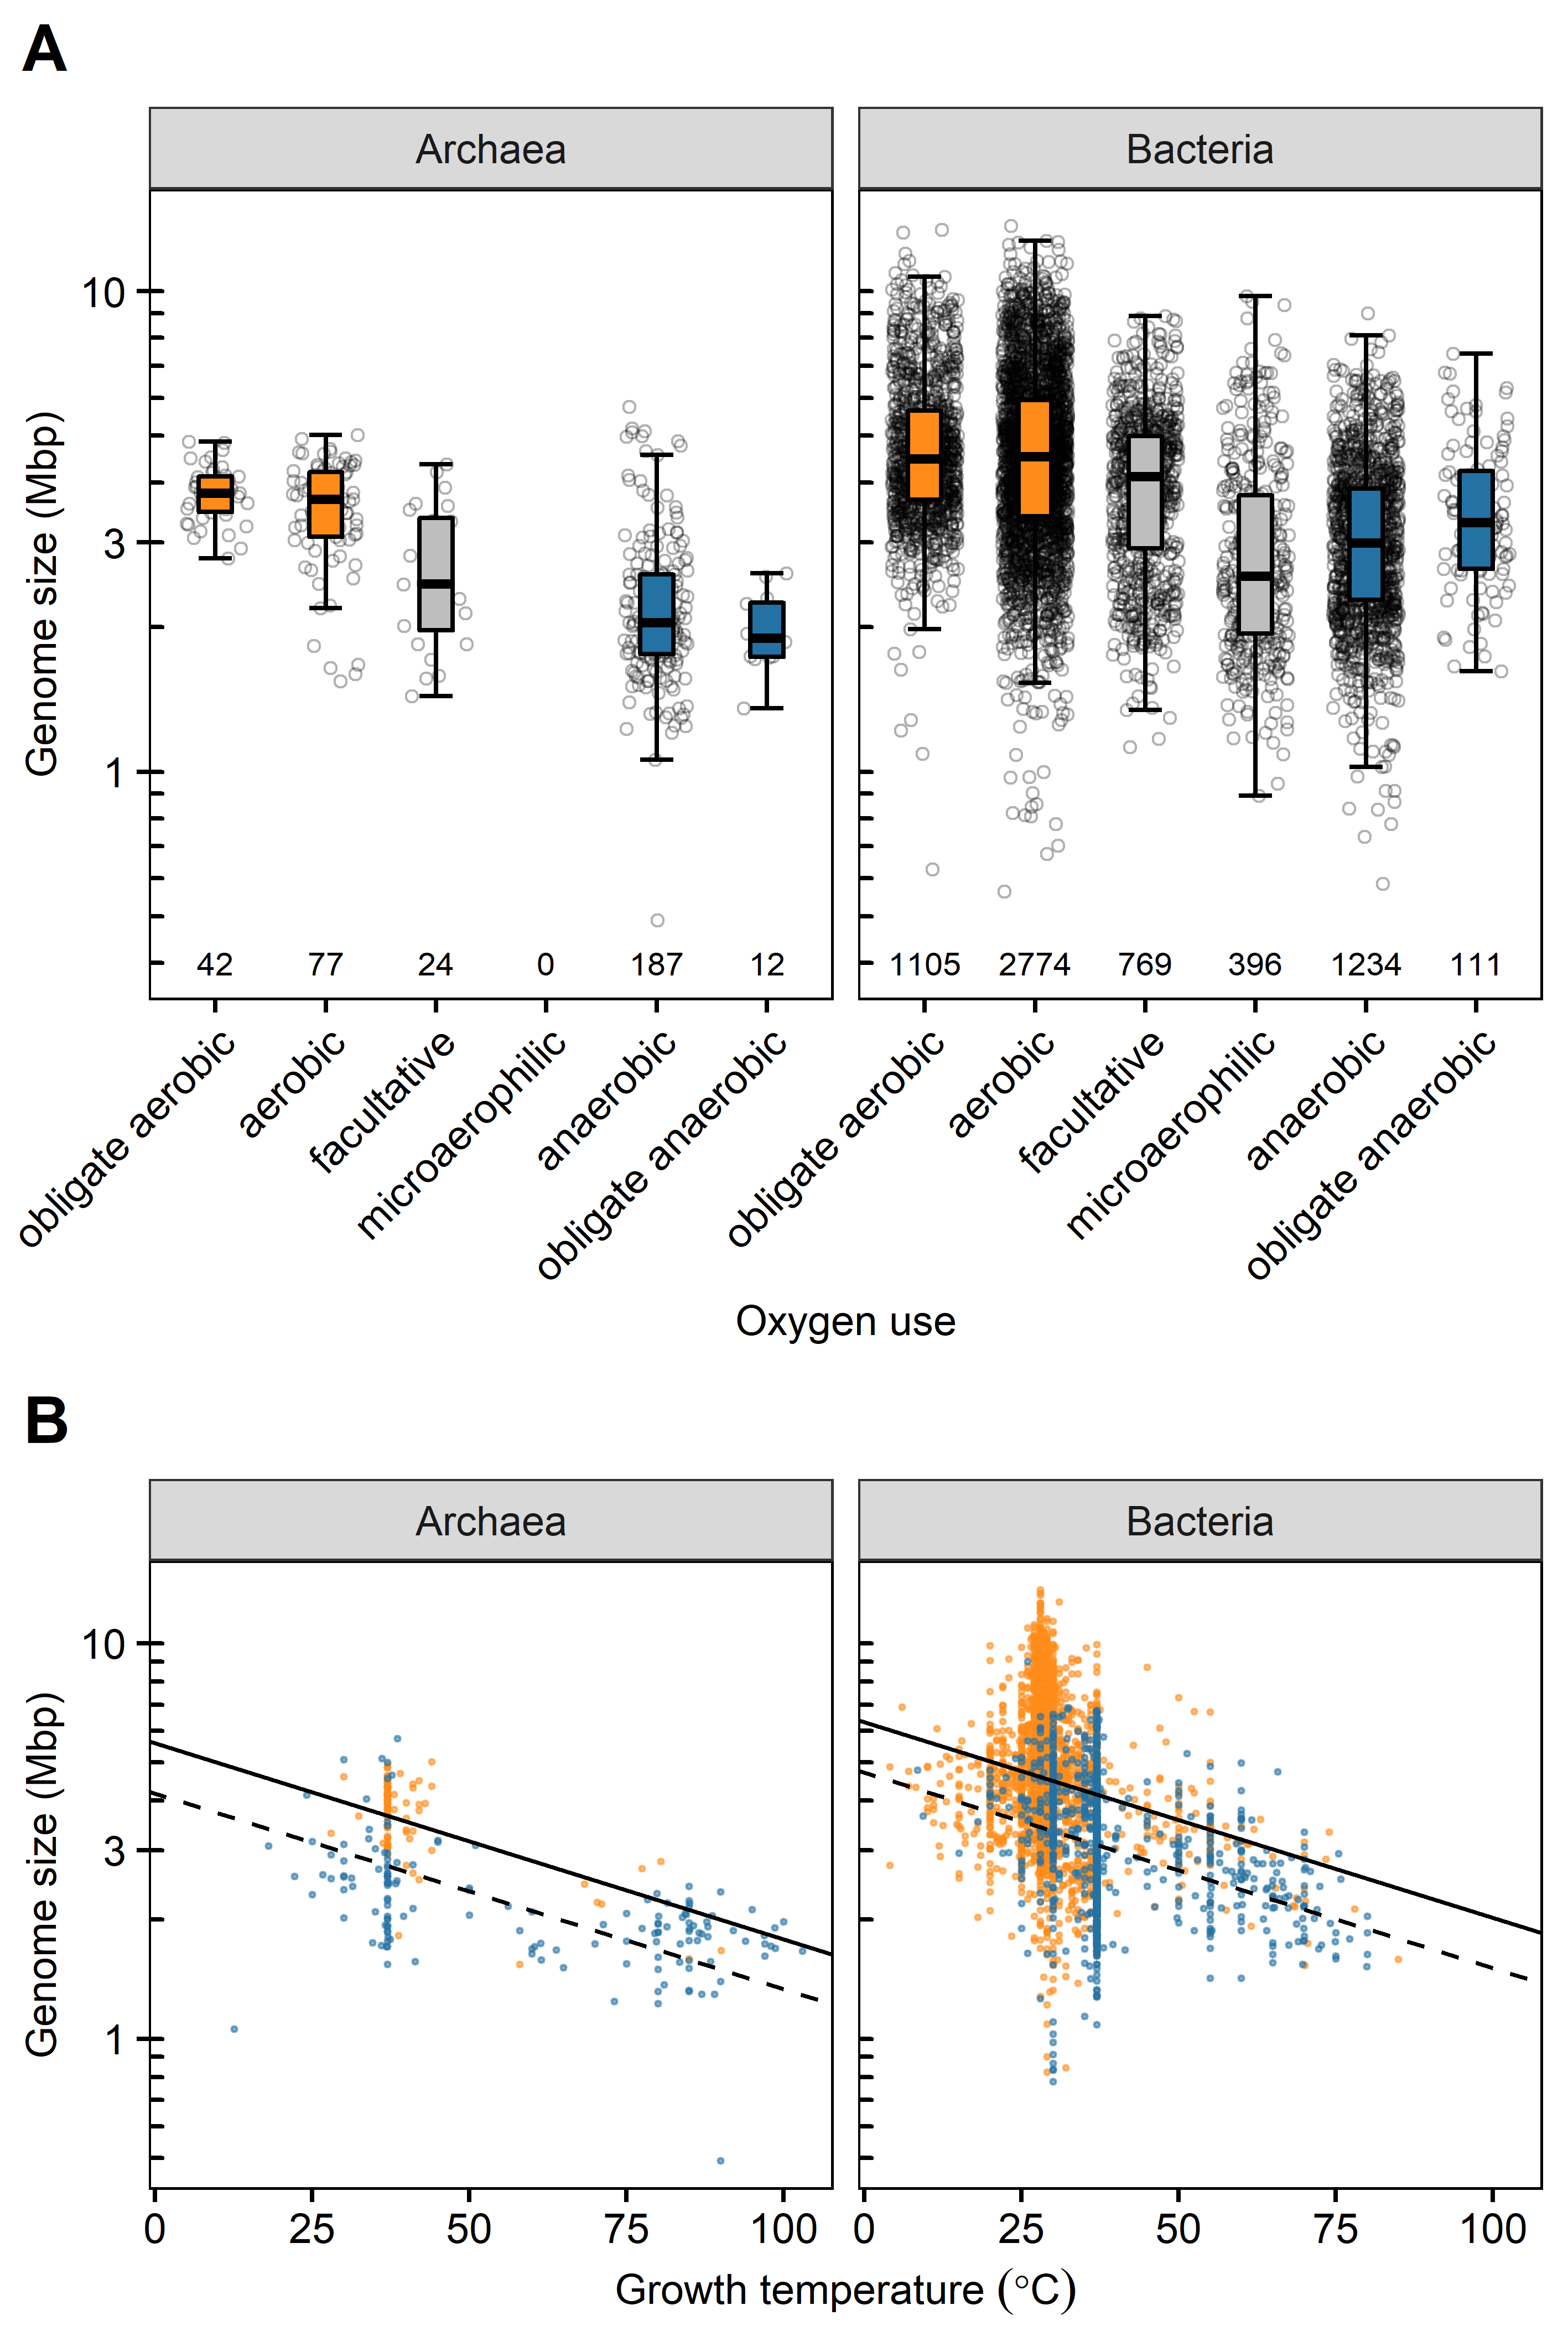 A
Archaea
Bacteria
Genome size (Mbp)
10
3
1
42 77 24 0 187 12
1105 2774 769 396 1234 111
obligate aerobic
aerobic
facultative
microaerophilic
anaerobic
obligate anaerobic
obligate aerobic
aerobic
facultative
microaerophilic
anaerobic
obligate anaerobic
Oxygen use
B
Archaea
Bacteria
Genome size (Mbp)
10
3
1
0 25 50 75 100
0 25 50 75 100
Growth temperature (°C)